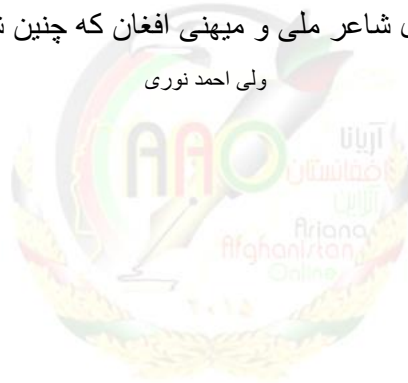 شاعر ملی و میهنی افغان که چنین
ولی احمد نوری
AAO
آریانا
افغانستان
آنلاین
Ariana
Afghanistan
Online